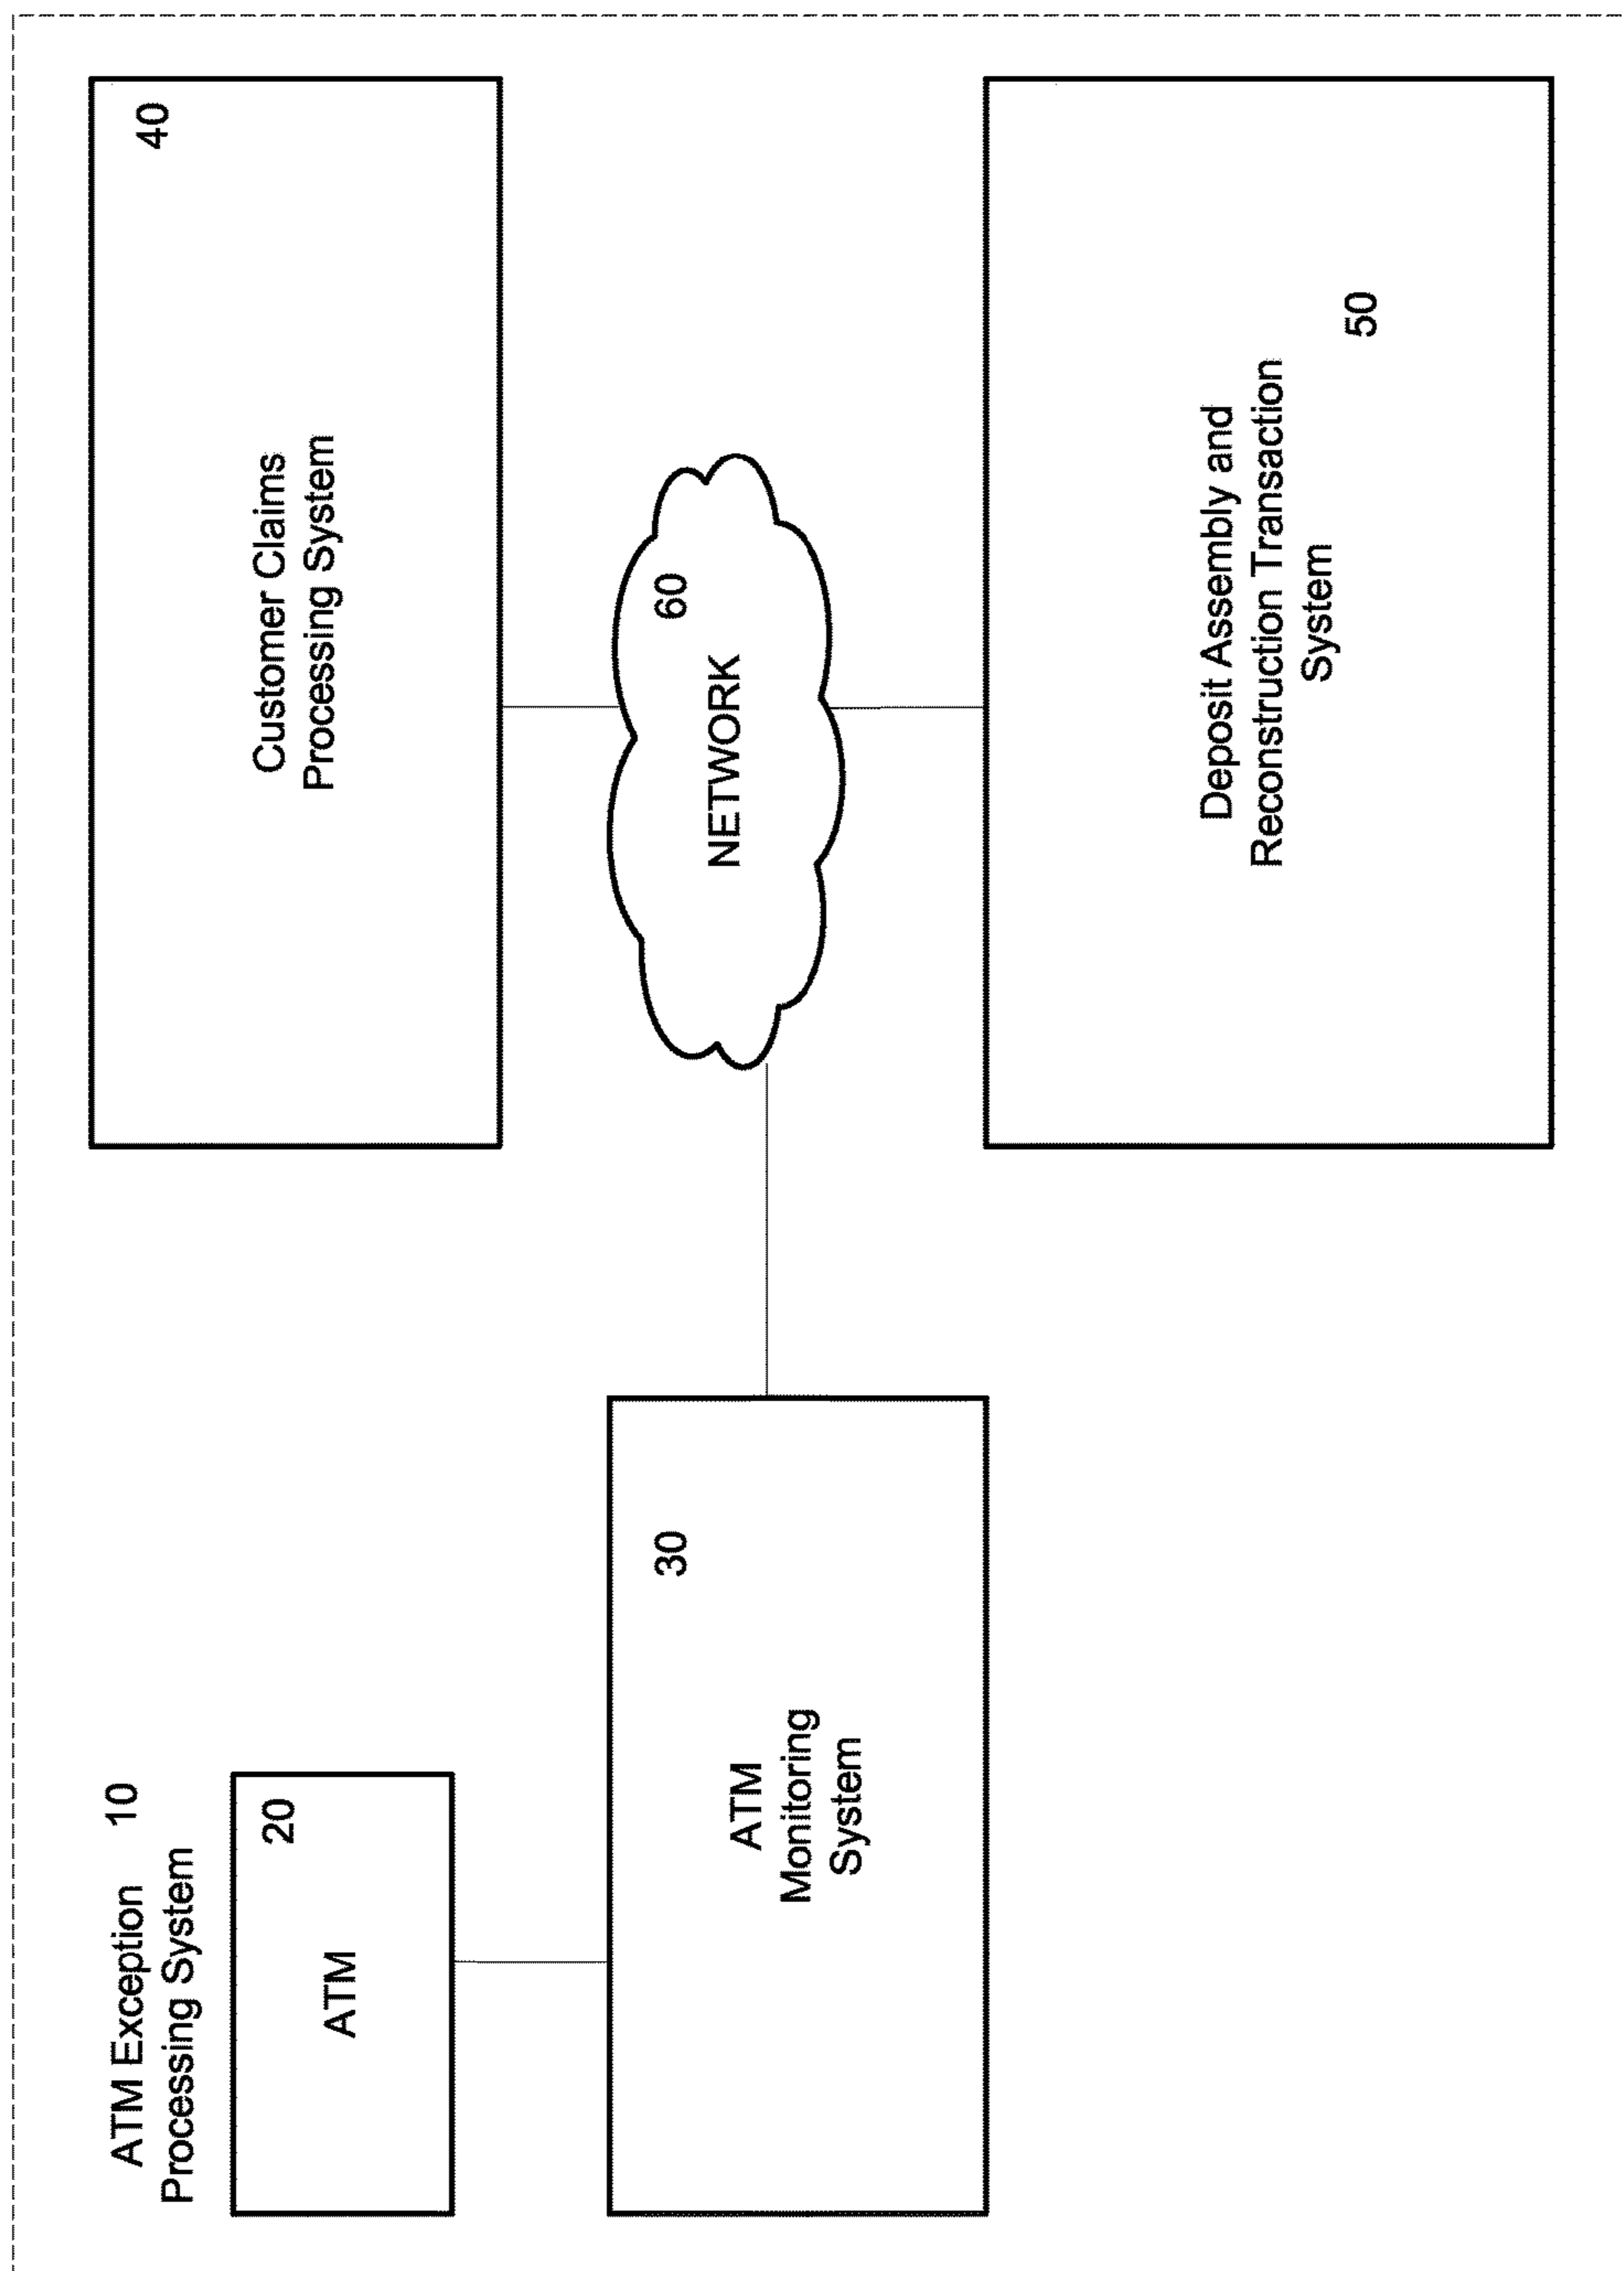 ATM Exception 10
Processing System
20
ATM
30
ATM
Monitoring
System
40
Customer Claims
Processing System
60
NETWORK
Deposit Assembly and
Reconstruction Transaction
System
50